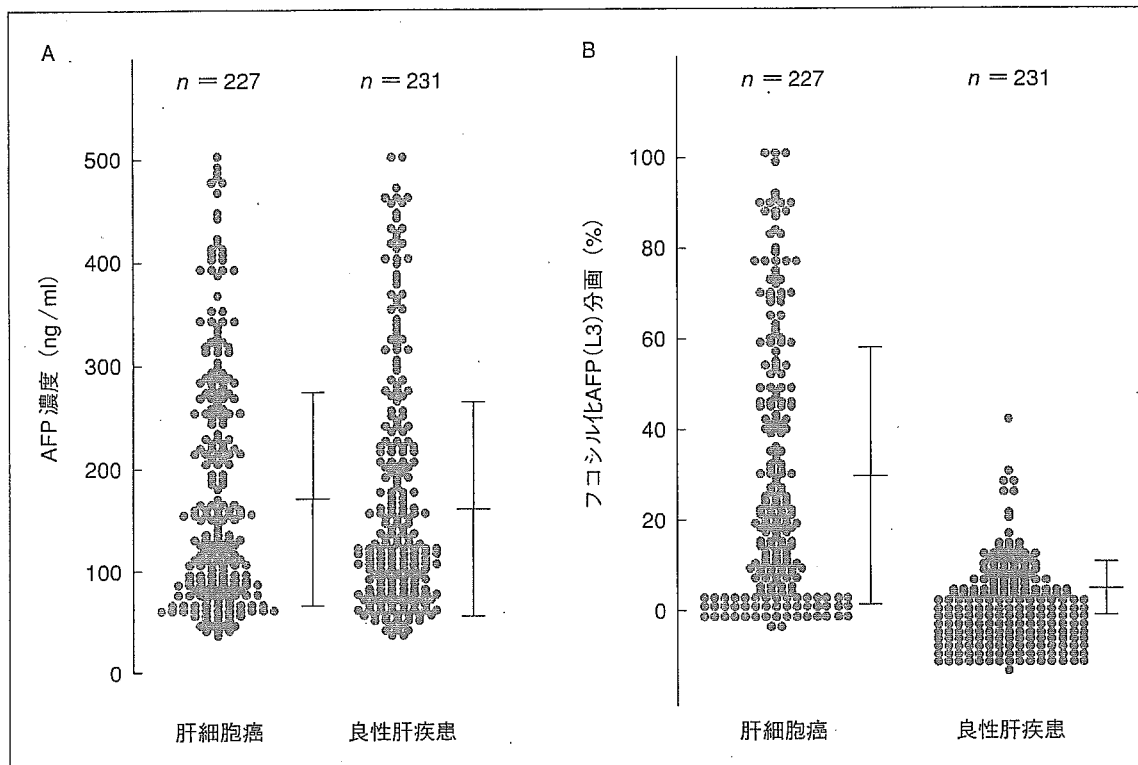 A
n = 227
n = 231
500
400
300
200
100
0
AFP 濃度 (ng/ml)
肝細胞癌
良性肝疾患
B
n = 227
n = 231
100
80
60
40
20
0
フコシル化AFP(L3)分画 (%)
肝細胞癌
良性肝疾患